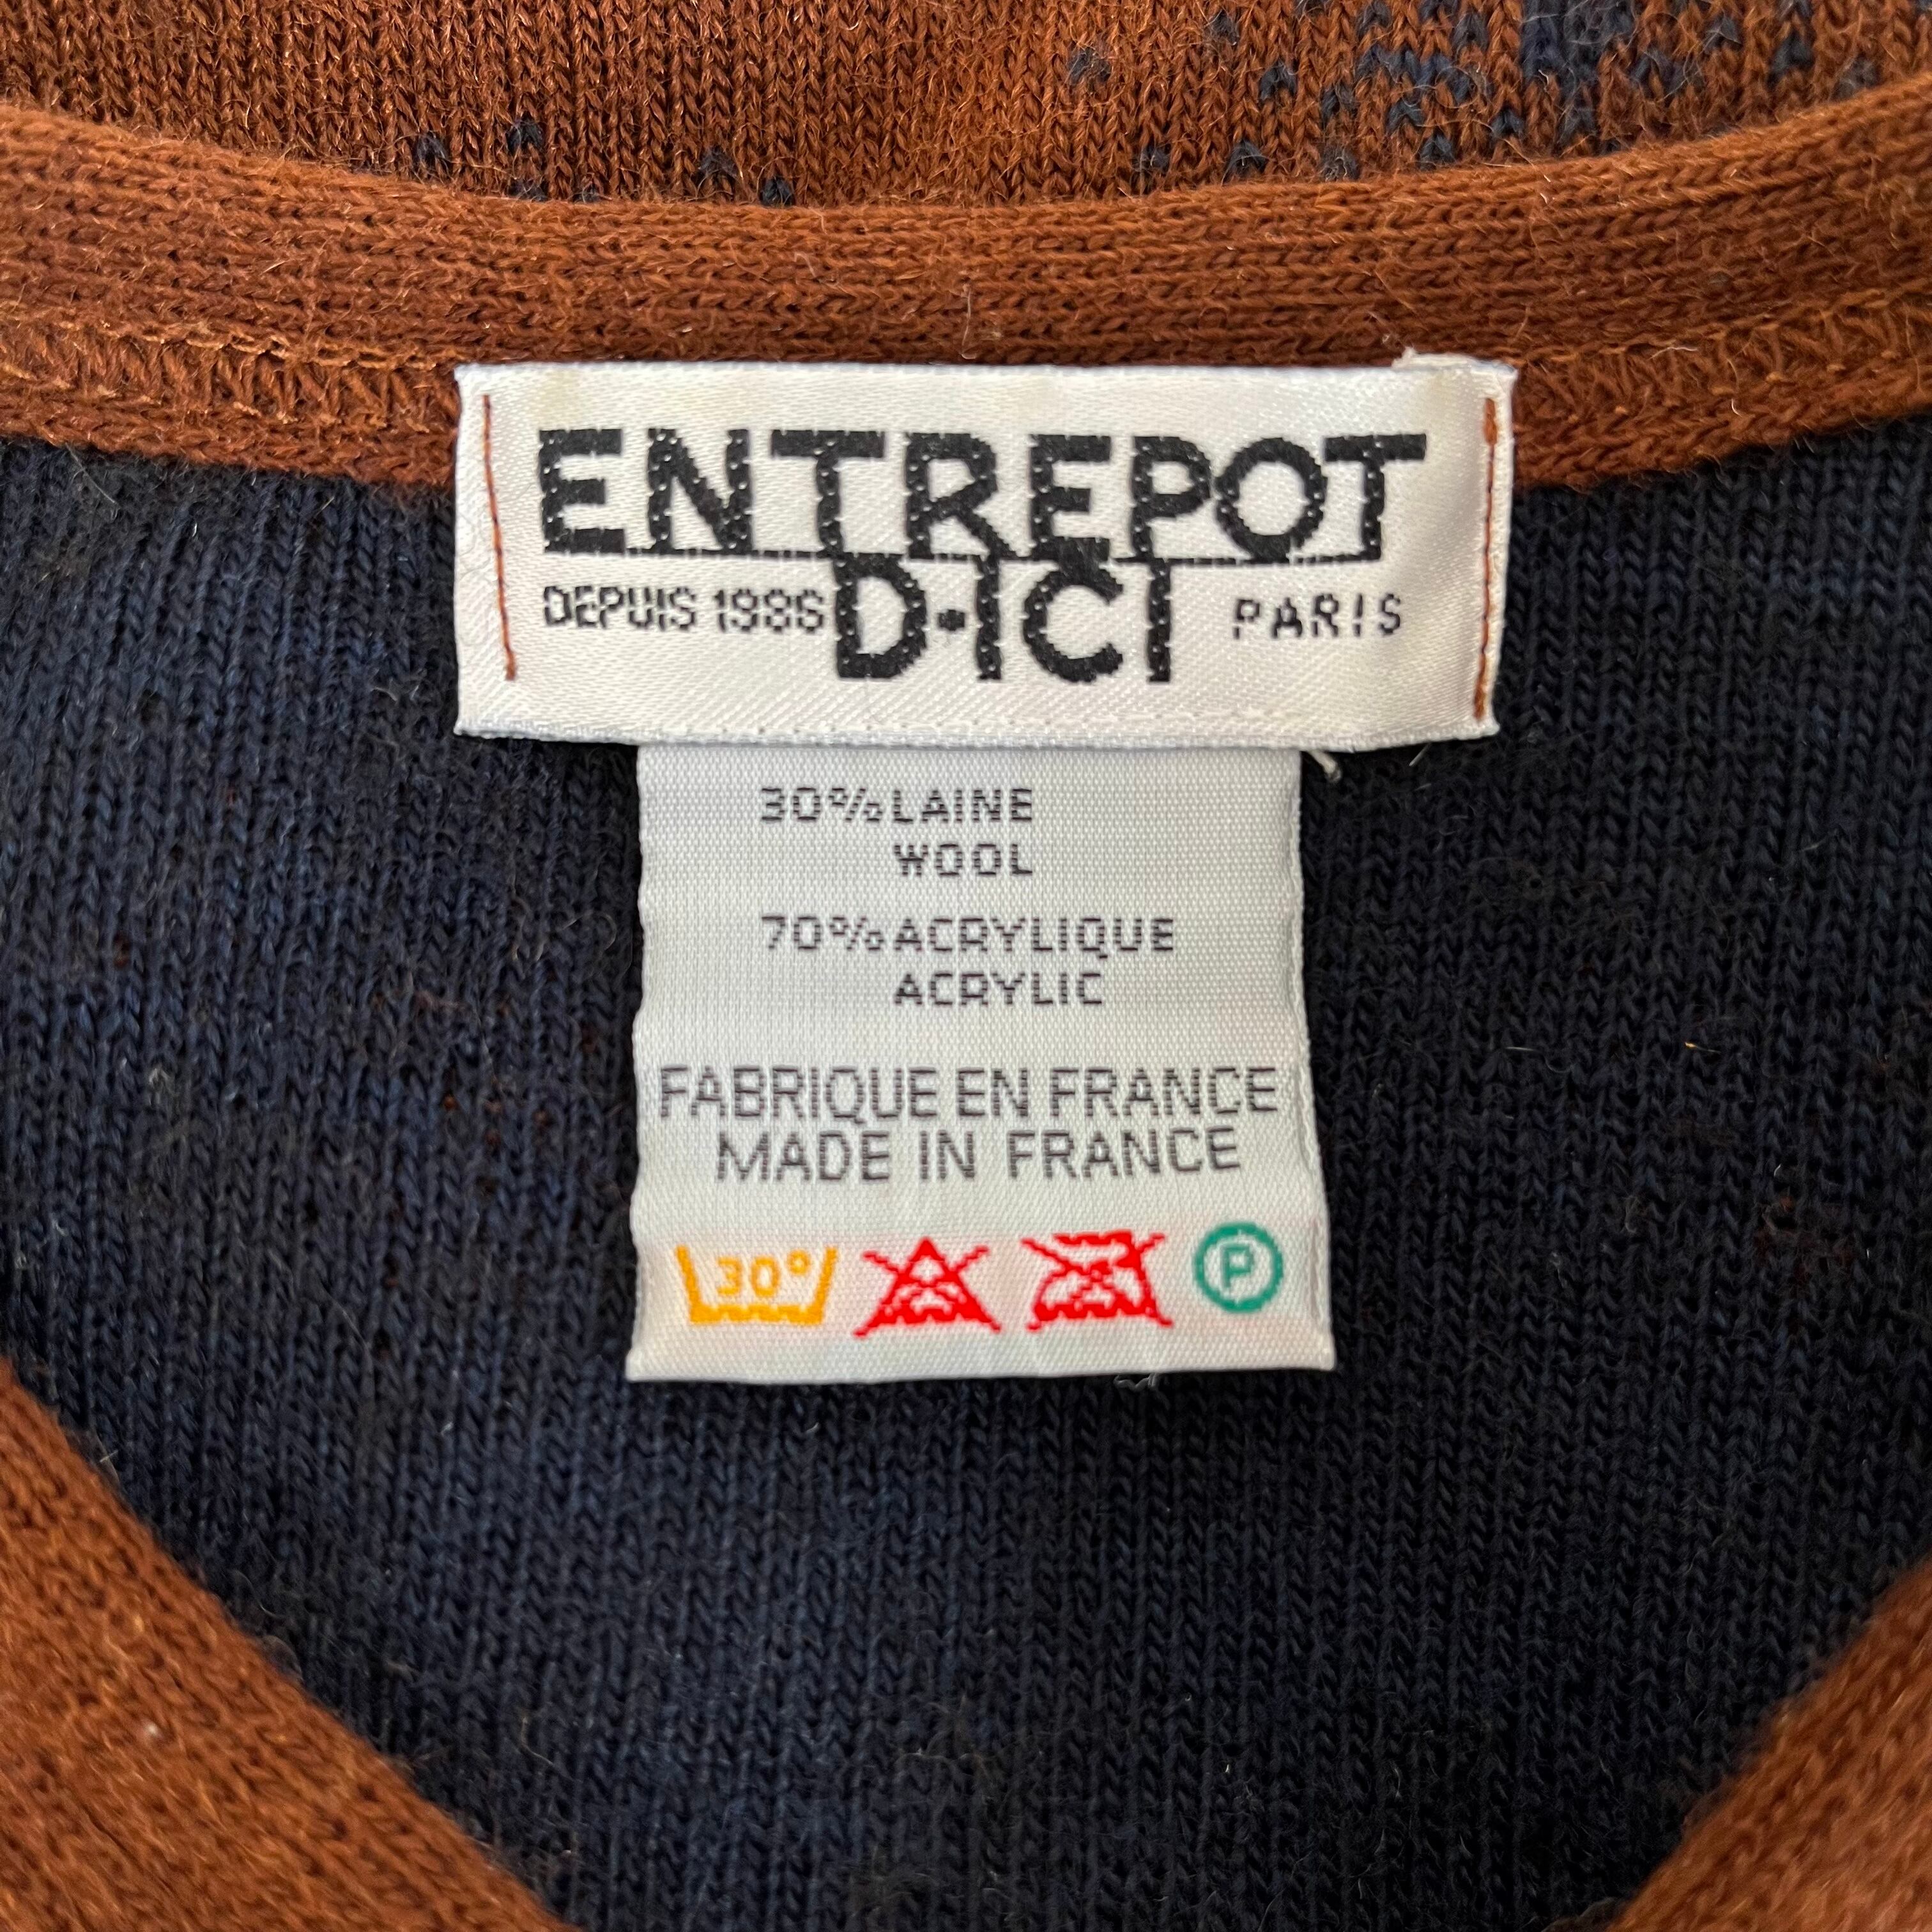 ENTREPOT
D·ICI
DEPUIS 1986 PARIS
30% LAINE
WOOL
70% ACRYLIQUE
ACRYLIC
FABRIQUE EN FRANCE
MADE IN FRANCE
30° P